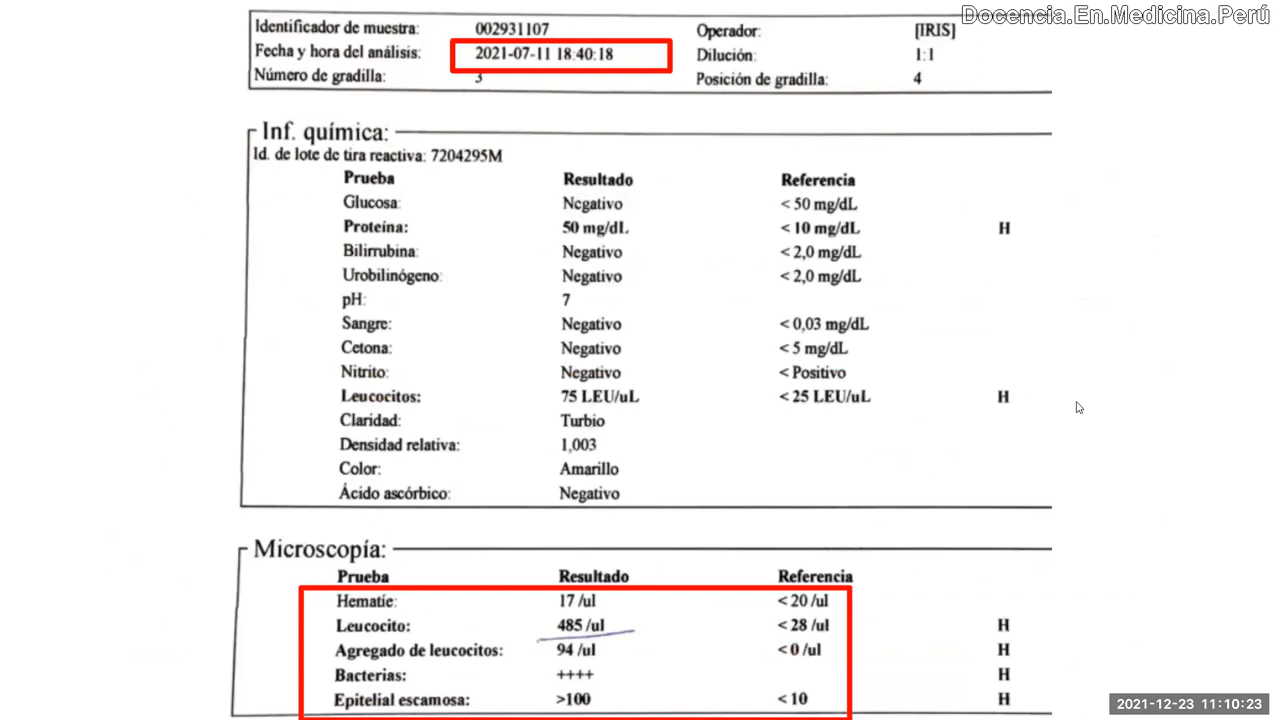 Docencia.En.Medicina.Perú
Identificador de muestra: 002931107 Operador: [IRIS]
Fecha y hora del análisis: 2021-07-11 18:40:18 Dilución: 1:1
Número de gradilla: 3 Posición de gradilla: 4
Inf. química:
Id. de lote de tira reactiva: 7204295M
Prueba Resultado Referencia
Glucosa: Negativo < 50 mg/dL
Proteína: 50 mg/dL < 10 mg/dL H
Bilirrubina: Negativo < 2,0 mg/dL
Urobilinógeno: Negativo < 2,0 mg/dL
pH: 7
Sangre: Negativo < 0,03 mg/dL
Cetona: Negativo < 5 mg/dL
Nitrito: Negativo < Positivo
Leucocitos: 75 LEU/uL < 25 LEU/uL H
Claridad: Turbio
Densidad relativa: 1,003
Color: Amarillo
Ácido ascórbico: Negativo
Microscopía:
Prueba Resultado Referencia
Hematíe: 17 /ul < 20 /ul
Leucocito: 485 /ul < 28 /ul H
Agregado de leucocitos: 94 /ul < 0 /ul H
Bacterias: ++++ H
Epitelial escamosa: >100 < 10 H
2021-12-23 11:10:23